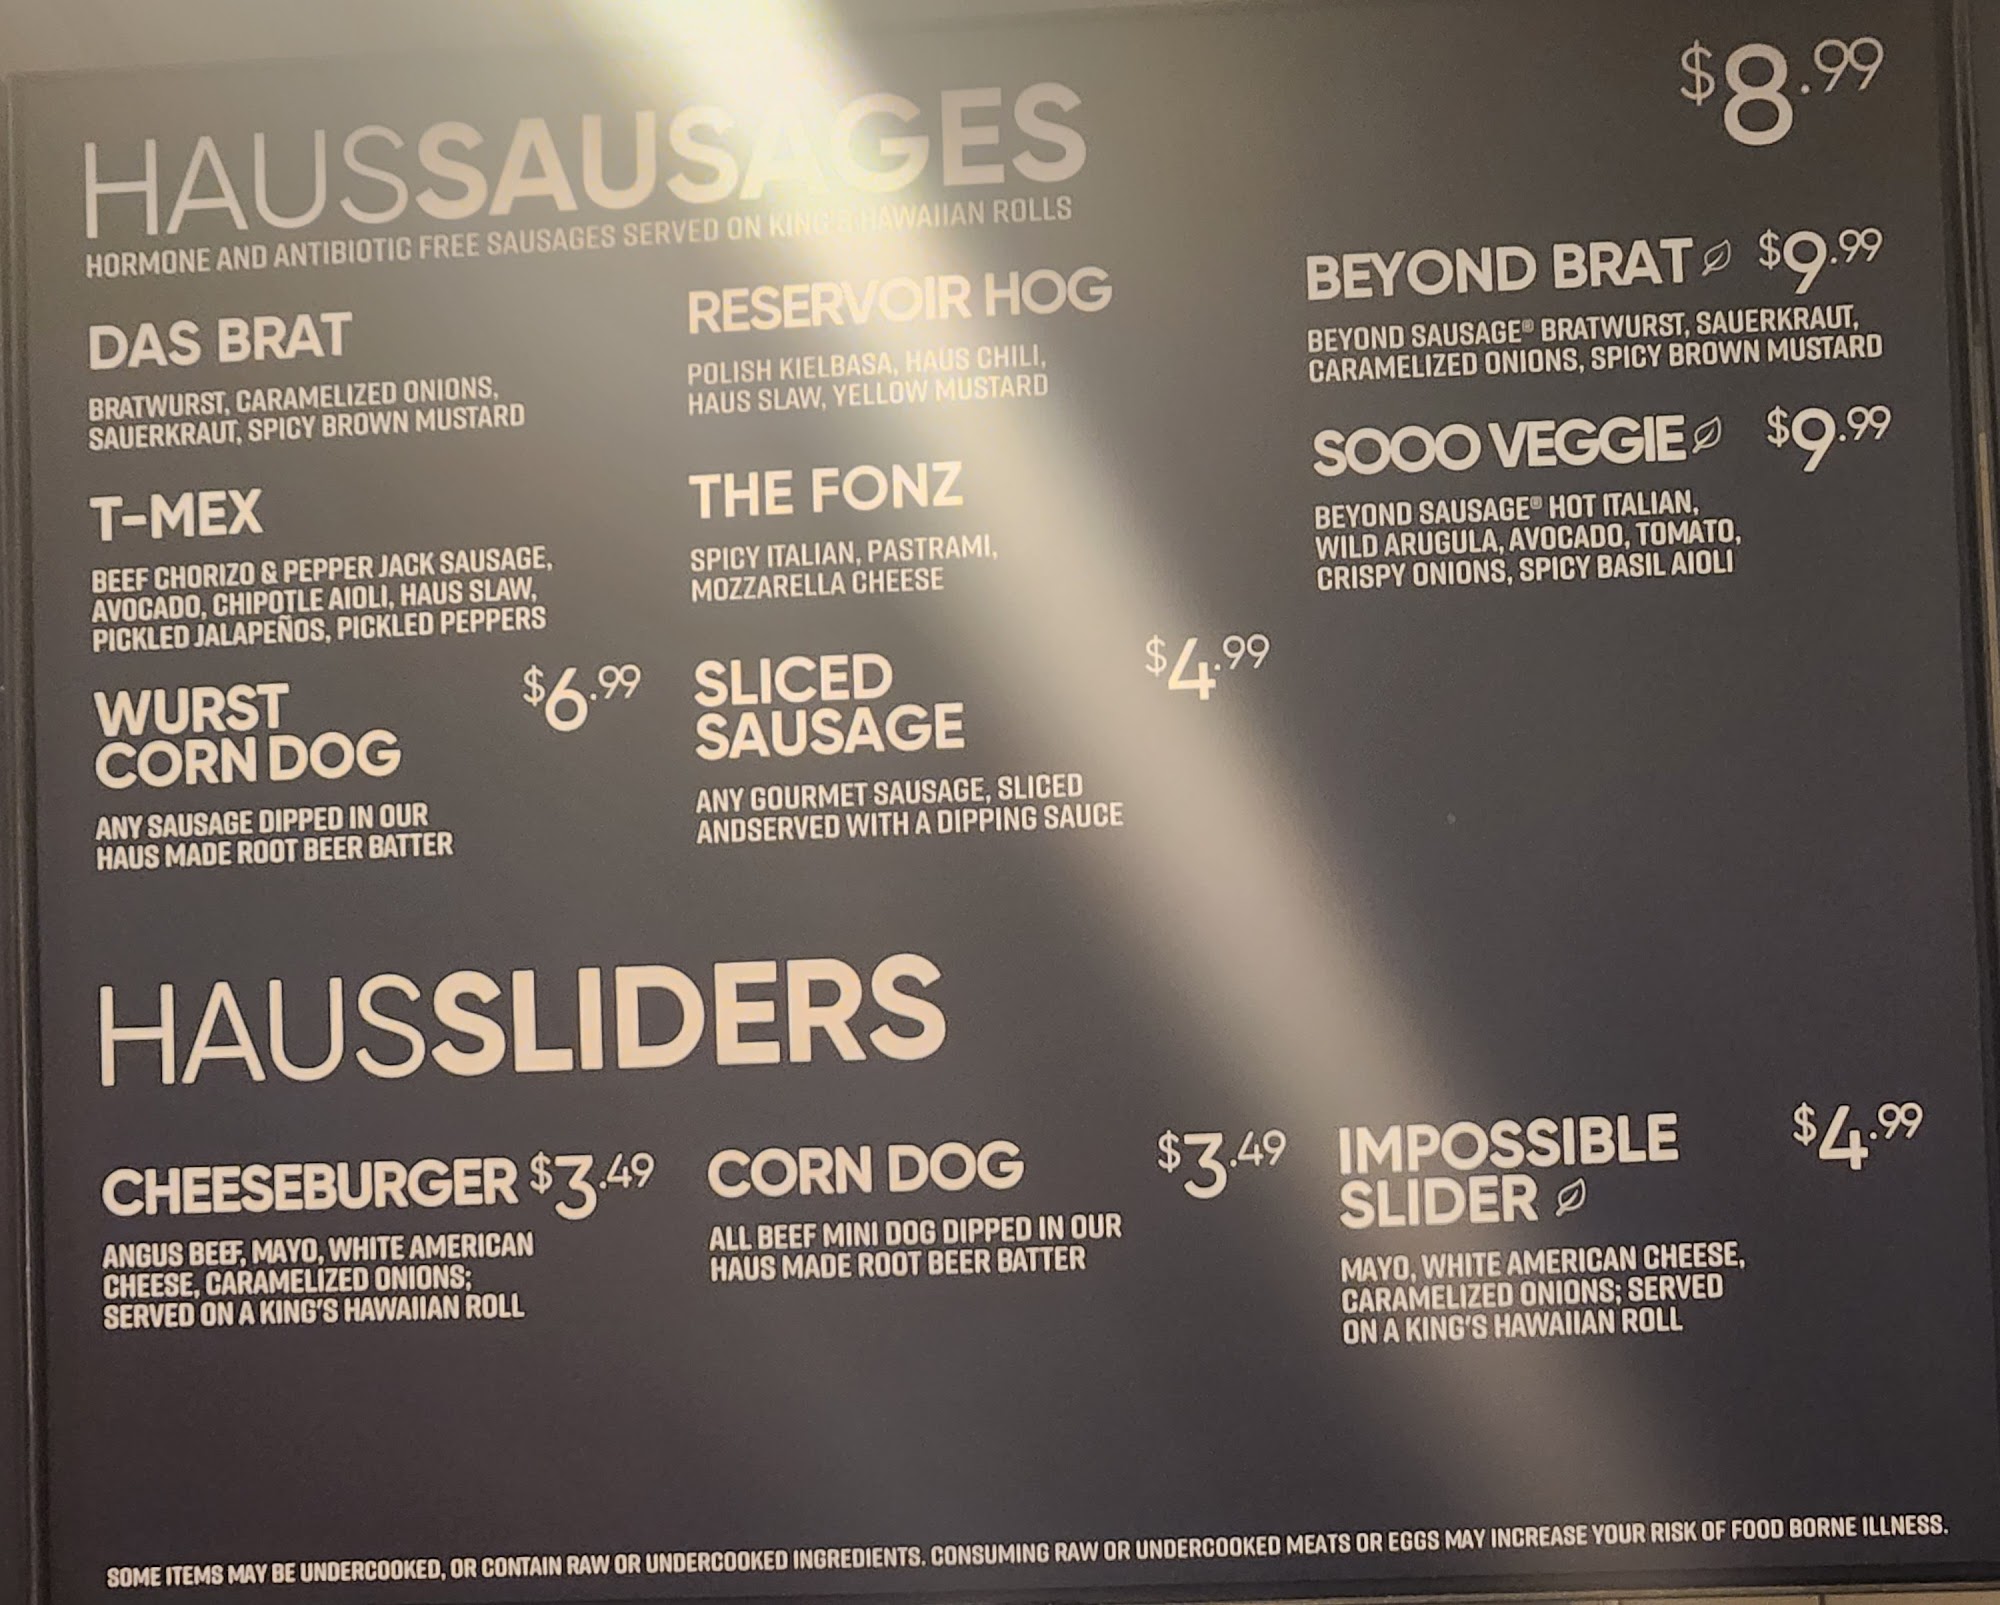 HAUSSAUSAGES
$8.99
HORMONE AND ANTIBIOTIC FREE SAUSAGES SERVED ON KING'S HAWAIIAN ROLLS
DAS BRAT
BRATWURST, CARAMELIZED ONIONS,
SAUERKRAUT, SPICY BROWN MUSTARD
RESERVOIR HOG
POLISH KIELBASA, HAUS CHILI,
HAUS SLAW, YELLOW MUSTARD
BEYOND BRAT $9.99
BEYOND SAUSAGE® BRATWURST, SAUERKRAUT,
CARAMELIZED ONIONS, SPICY BROWN MUSTARD
T-MEX
BEEF CHORIZO & PEPPER JACK SAUSAGE,
AVOCADO, CHIPOTLE AIOLI, HAUS SLAW,
PICKLED JALAPEÑOS, PICKLED PEPPERS
THE FONZ
SPICY ITALIAN, PASTRAMI,
MOZZARELLA CHEESE
SOOO VEGGIE $9.99
BEYOND SAUSAGE® HOT ITALIAN,
WILD ARUGULA, AVOCADO, TOMATO,
CRISPY ONIONS, SPICY BASIL AIOLI
WURST $6.99
CORN DOG
ANY SAUSAGE DIPPED IN OUR
HAUS MADE ROOT BEER BATTER
SLICED $4.99
SAUSAGE
ANY GOURMET SAUSAGE, SLICED
ANDSERVED WITH A DIPPING SAUCE
HAUSSLIDERS
CHEESEBURGER $3.49
ANGUS BEEF, MAYO, WHITE AMERICAN
CHEESE, CARAMELIZED ONIONS;
SERVED ON A KING'S HAWAIIAN ROLL
CORN DOG $3.49
ALL BEEF MINI DOG DIPPED IN OUR
HAUS MADE ROOT BEER BATTER
IMPOSSIBLE $4.99
SLIDER
MAYO, WHITE AMERICAN CHEESE,
CARAMELIZED ONIONS; SERVED
ON A KING'S HAWAIIAN ROLL
SOME ITEMS MAY BE UNDERCOOKED, OR CONTAIN RAW OR UNDERCOOKED INGREDIENTS. CONSUMING RAW OR UNDERCOOKED MEATS OR EGGS MAY INCREASE YOUR RISK OF FOOD BORNE ILLNESS.